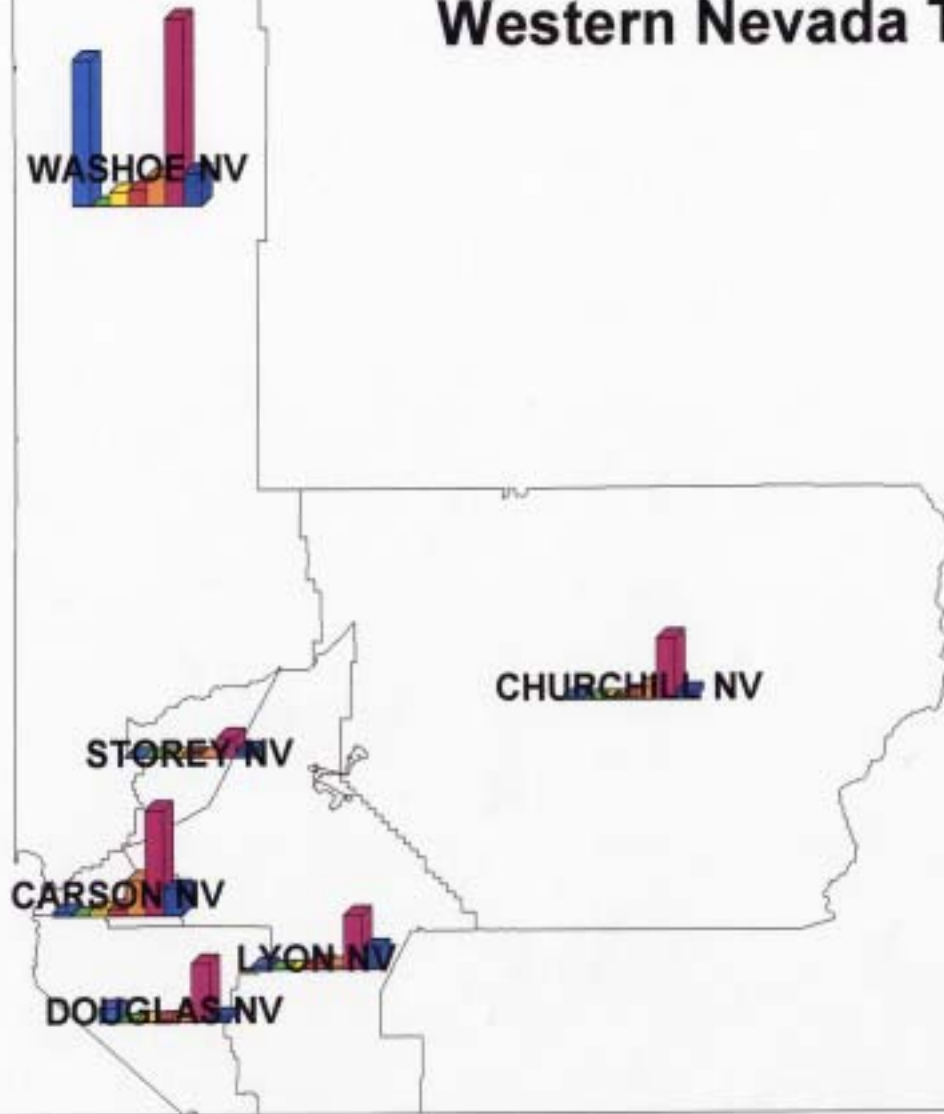 Western Nevada T
WASHOE NV
CHURCHILL NV
STOREY NV
CARSON NV
LYON NV
DOUGLAS NV